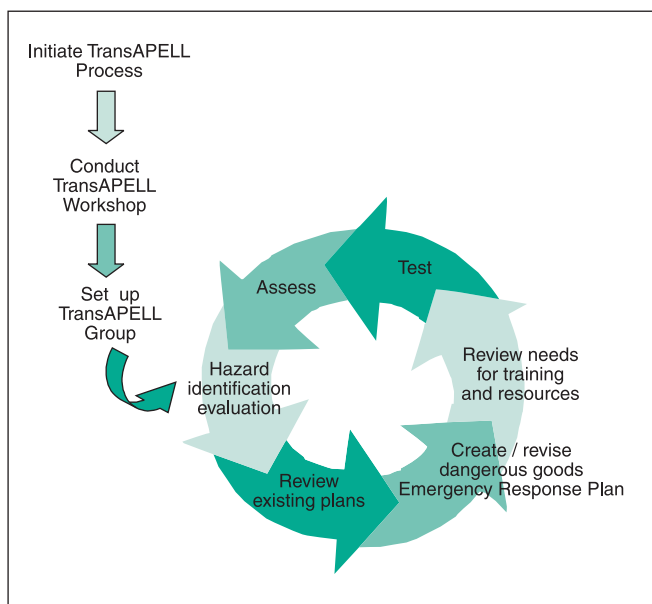 Initiate TransAPELL
Process
Conduct
TransAPELL
Workshop
Set up
TransAPELL
Group
Hazard
identification
evaluation
Review
existing plans
Create / revise
dangerous goods
Emergency Response Plan
Review needs
for training
and resources
Test
Assess